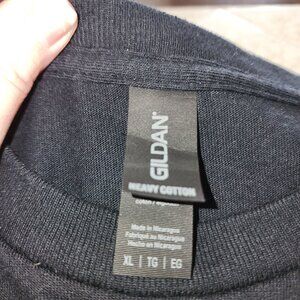 GILDAN
HEAVY COTTON
Made in Nicaragua
Fabriqué au Nicaragua
Hecho en Nicaragua
XL | TG | EG